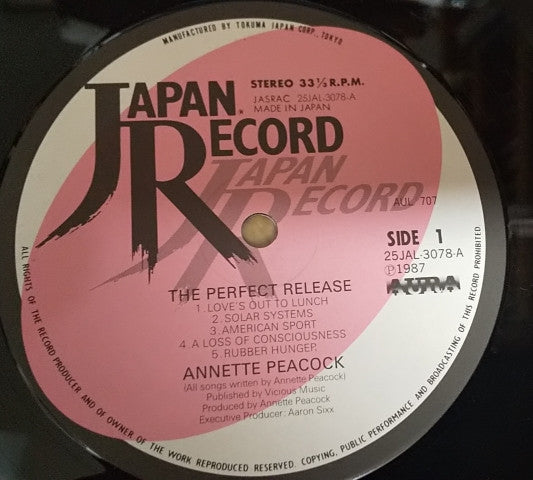 MANUFACTURED BY TOKUMA JAPAN CORP., TOKYO
STEREO 33⅓ R.P.M.
JASRAC 25JAL-3078-A
MADE IN JAPAN
JAPAN
RECORD
JAPAN
RECORD
AUL 707
SIDE 1
25JAL-3078-A
Ⓟ1987
AURA
THE PERFECT RELEASE
1. LOVE'S OUT TO LUNCH
2. SOLAR SYSTEMS
3. AMERICAN SPORT
4. A LOSS OF CONSCIOUSNESS
5. RUBBER HUNGER
ANNETTE PEACOCK
(All songs written by Annette Peacock)
Published by Vicious Music
Produced by Annette Peacock
Executive Producer: Aaron Sixx
ALL RIGHTS OF THE RECORD PRODUCER AND OF OWNER OF THE WORK REPRODUCED RESERVED. COPYING, PUBLIC PERFORMANCE AND BROADCASTING OF THIS RECORD PROHIBITED.